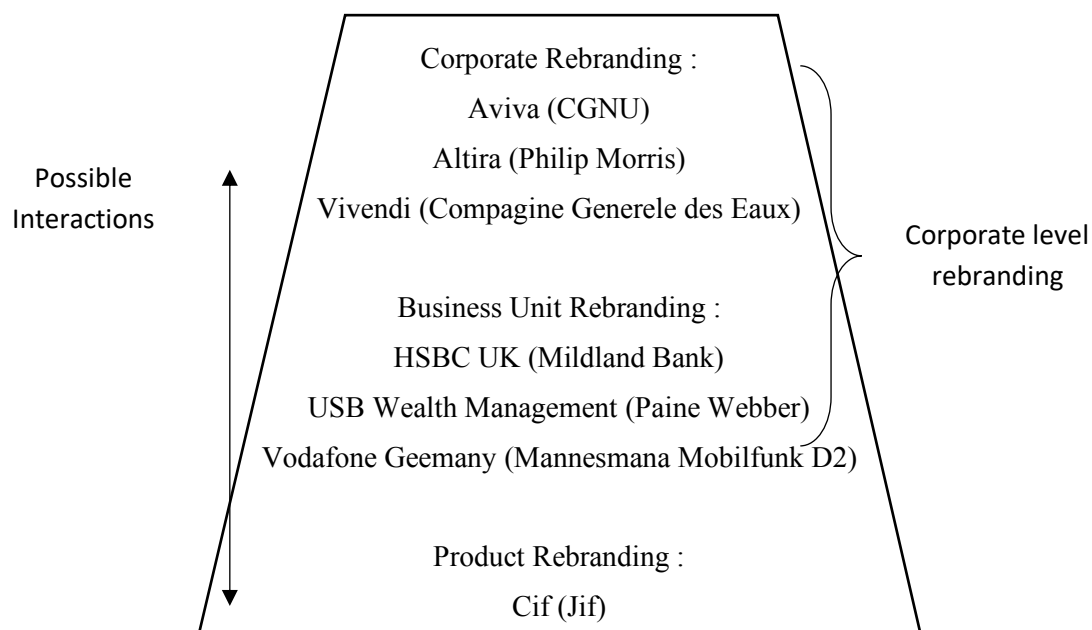 Corporate Rebranding :
Aviva (CGNU)
Altira (Philip Morris)
Vivendi (Compagine Generele des Eaux)
Possible
Interactions
Corporate level
rebranding
Business Unit Rebranding :
HSBC UK (Mildland Bank)
USB Wealth Management (Paine Webber)
Vodafone Geemany (Mannesmana Mobilfunk D2)
Product Rebranding :
Cif (Jif)